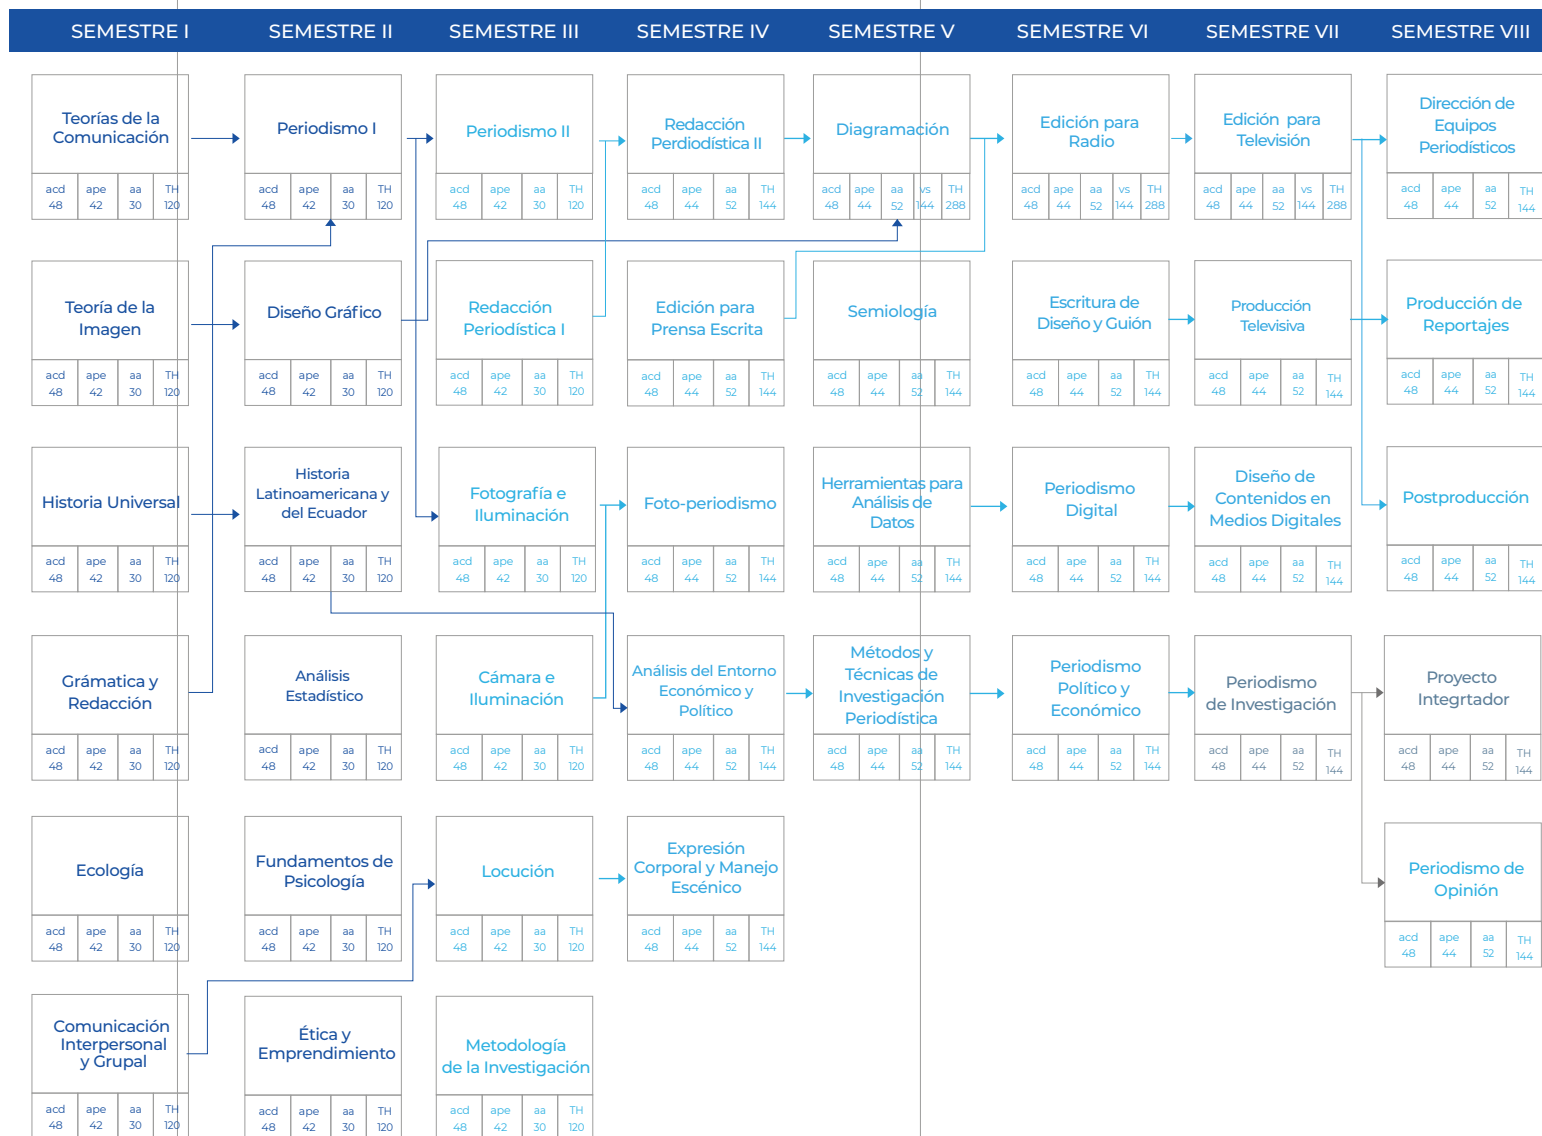 SEMESTRE I SEMESTRE II SEMESTRE III SEMESTRE IV SEMESTRE V SEMESTRE VI SEMESTRE VII SEMESTRE VIII
Teorías de la
Comunicación
acd ape aa TH
48 42 30 120
Periodismo I
acd ape aa TH
48 42 30 120
Periodismo II
acd ape aa TH
48 42 30 120
Redacción
Perdiodística II
acd ape aa TH
48 44 52 144
Diagramación
acd ape aa vs TH
48 44 52 144 288
Edición para
Radio
acd ape aa vs TH
48 44 52 144 288
Edición para
Televisión
acd ape aa vs TH
48 44 52 144 288
Dirección de
Equipos
Periodísticos
acd ape aa TH
48 44 52 144
Teoría de la
Imagen
acd ape aa TH
48 42 30 120
Diseño Gráfico
acd ape aa TH
48 42 30 120
Redacción
Periodística I
acd ape aa TH
48 42 30 120
Edición para
Prensa Escrita
acd ape aa TH
48 44 52 144
Semiología
acd ape aa TH
48 44 52 144
Escritura de
Diseño y Guión
acd ape aa TH
48 44 52 144
Producción
Televisiva
acd ape aa TH
48 44 52 144
Producción de
Reportajes
acd ape aa TH
48 44 52 144
Historia Universal
acd ape aa TH
48 42 30 120
Historia
Latinoamericana y
del Ecuador
acd ape aa TH
48 42 30 120
Fotografía e
Iluminación
acd ape aa TH
48 42 30 120
Foto-periodismo
acd ape aa TH
48 44 52 144
Herramientas para
Análisis de
Datos
acd ape aa TH
48 44 52 144
Periodismo
Digital
acd ape aa TH
48 44 52 144
Diseño de
Contenidos en
Medios Digitales
acd ape aa TH
48 44 52 144
Postproducción
acd ape aa TH
48 44 52 144
Grámatica y
Redacción
acd ape aa TH
48 42 30 120
Análisis
Estadístico
acd ape aa TH
48 42 30 120
Cámara e
Iluminación
acd ape aa TH
48 42 30 120
Análisis del Entorno
Económico y
Político
acd ape aa TH
48 44 52 144
Métodos y
Técnicas de
Investigación
Periodística
acd ape aa TH
48 44 52 144
Periodismo
Político y
Económico
acd ape aa TH
48 44 52 144
Periodismo
de Investigación
acd ape aa TH
48 44 52 144
Proyecto
Integrtador
acd ape aa TH
48 44 52 144
Ecología
acd ape aa TH
48 42 30 120
Fundamentos de
Psicología
acd ape aa TH
48 42 30 120
Locución
acd ape aa TH
48 42 30 120
Expresión
Corporal y Manejo
Escénico
acd ape aa TH
48 44 52 144
Periodismo de
Opinión
acd ape aa TH
48 44 52 144
Comunicación
Interpersonal
y Grupal
acd ape aa TH
48 42 30 120
Ética y
Emprendimiento
acd ape aa TH
48 42 30 120
Metodología
de la Investigación
acd ape aa TH
48 42 30 120